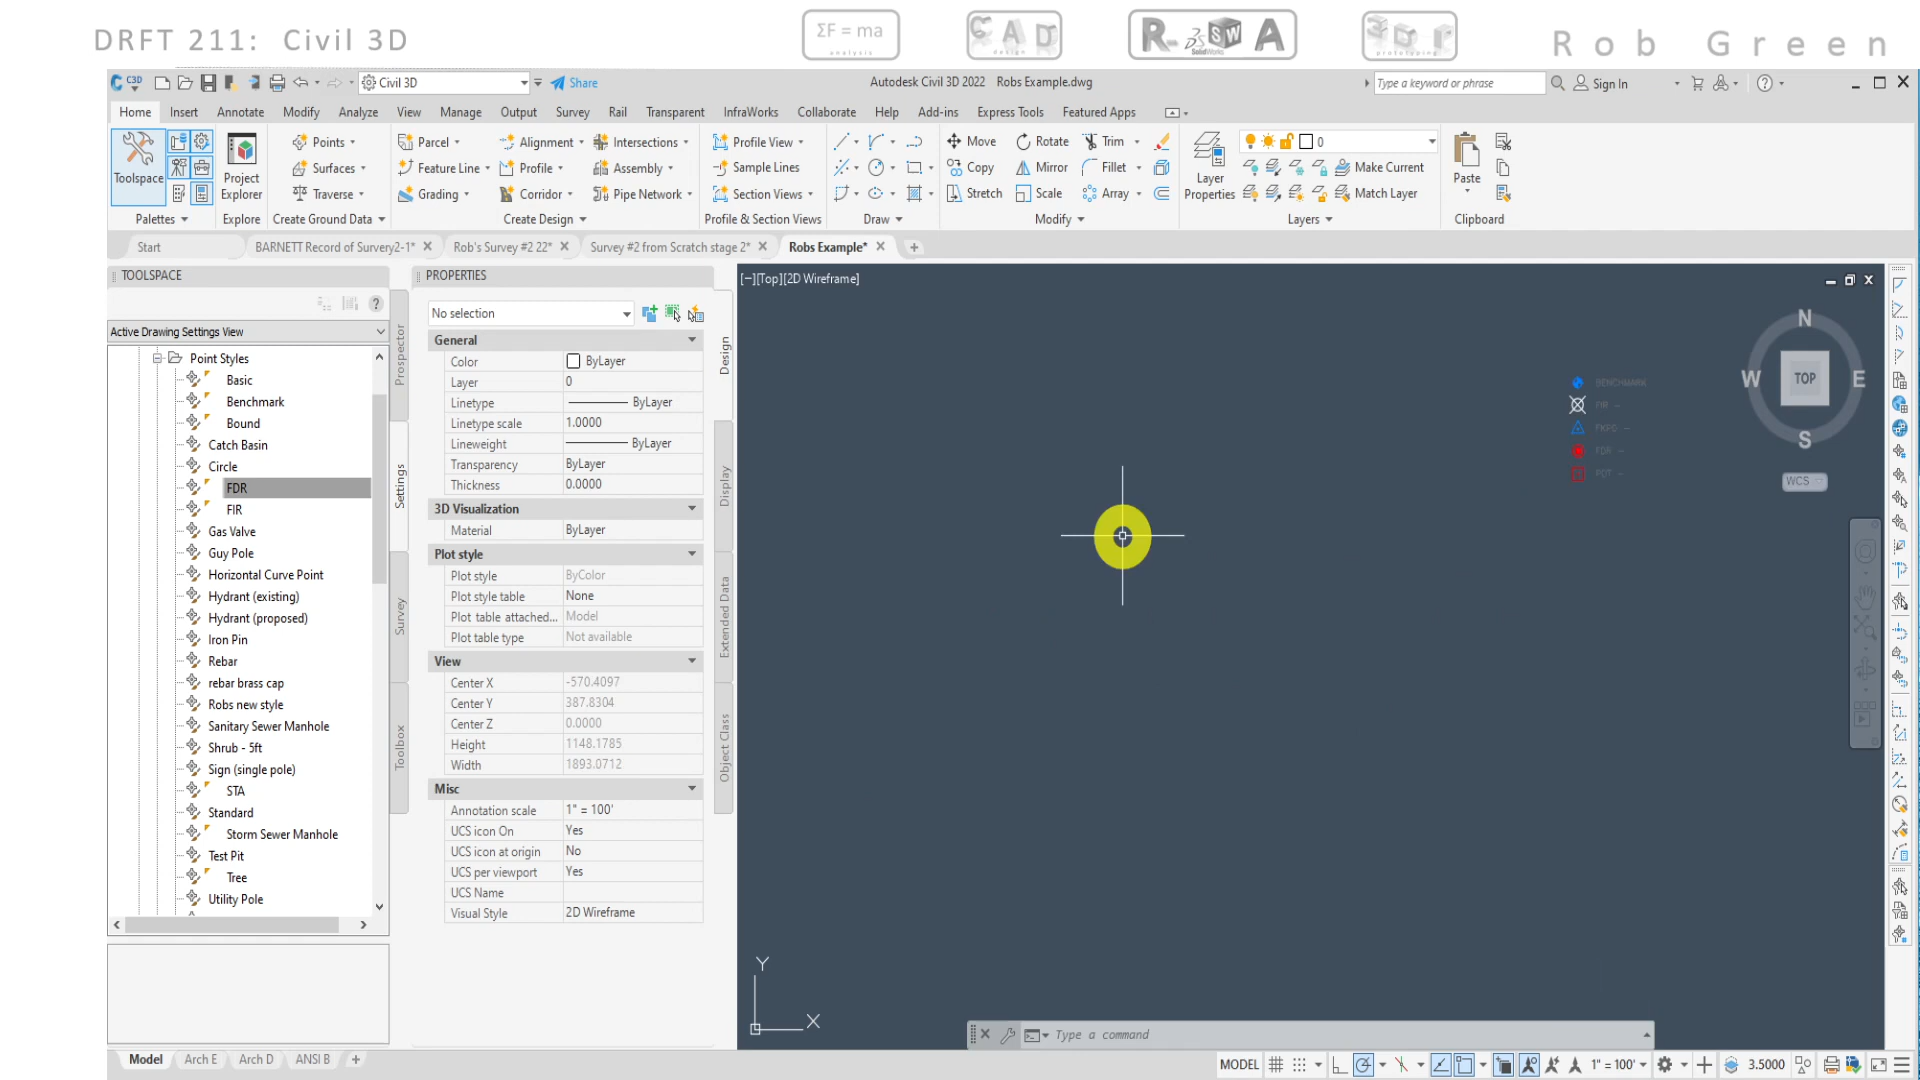 DRFT 211: Civil 3D
ΣF = ma
analysis
CAD
design
R-3DSWA
SolidWorks
prototyping
Rob Green
C3D
Civil 3D
Share
Autodesk Civil 3D 2022 Robs Example.dwg
Type a keyword or phrase
Sign In
Home Insert Annotate Modify Analyze View Manage Output Survey Rail Transparent InfraWorks Collaborate Help Add-ins Express Tools Featured Apps
Toolspace
Palettes
Project Explorer
Explore
Points
Surfaces
Traverse
Create Ground Data
Parcel
Feature Line
Grading
Alignment
Profile
Corridor
Intersections
Assembly
Pipe Network
Create Design
Profile View
Sample Lines
Section Views
Profile & Section Views
Draw
Move
Copy
Stretch
Rotate
Mirror
Scale
Trim
Fillet
Array
Modify
Layer Properties
0
Make Current
Match Layer
Layers
Paste
Clipboard
Start
BARNETT Record of Survery2-1*
Rob's Survey #2 22*
Survey #2 from Scratch stage 2*
Robs Example*
TOOLSPACE
Active Drawing Settings View
Point Styles
Basic
Benchmark
Bound
Catch Basin
Circle
FDR
FIR
Gas Valve
Guy Pole
Horizontal Curve Point
Hydrant (existing)
Hydrant (proposed)
Iron Pin
Rebar
rebar brass cap
Robs new style
Sanitary Sewer Manhole
Shrub - 5ft
Sign (single pole)
STA
Standard
Storm Sewer Manhole
Test Pit
Tree
Utility Pole
Prospector
Settings
Survey
Toolbox
PROPERTIES
No selection
General
Color ByLayer
Layer 0
Linetype ByLayer
Linetype scale 1.0000
Lineweight ByLayer
Transparency ByLayer
Thickness 0.0000
3D Visualization
Material ByLayer
Plot style
Plot style ByColor
Plot style table None
Plot table attached... Model
Plot table type Not available
View
Center X -570.4097
Center Y 387.8304
Center Z 0.0000
Height 1148.1785
Width 1893.0712
Misc
Annotation scale 1" = 100'
UCS icon On Yes
UCS icon at origin No
UCS per viewport Yes
UCS Name
Visual Style 2D Wireframe
Design
Display
Extended Data
Object Class
[−][Top][2D Wireframe]
BENCHMARK
FDR
N
W TOP E
S
WCS
Y
X
Type a command
Model Arch E Arch D ANSI B
MODEL
1" = 100'
3.5000